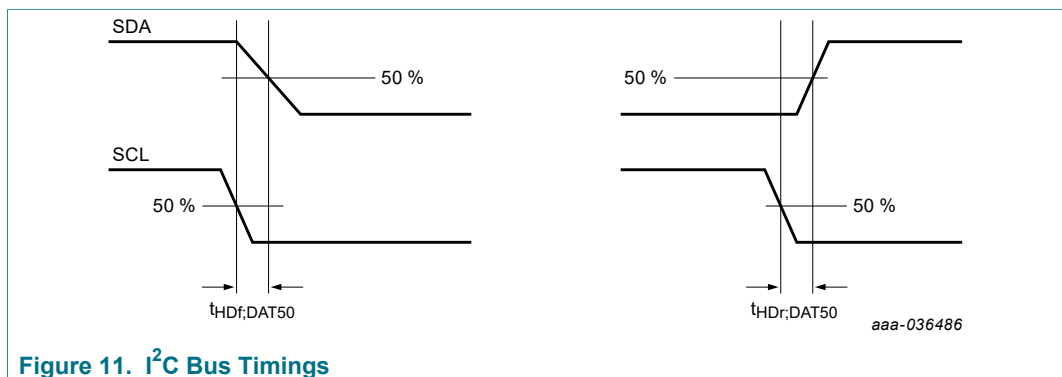 SDA
50 %
50 %
SCL
50 %
50 %
tHDf;DAT50
tHDr;DAT50
aaa-036486
Figure 11. I²C Bus Timings